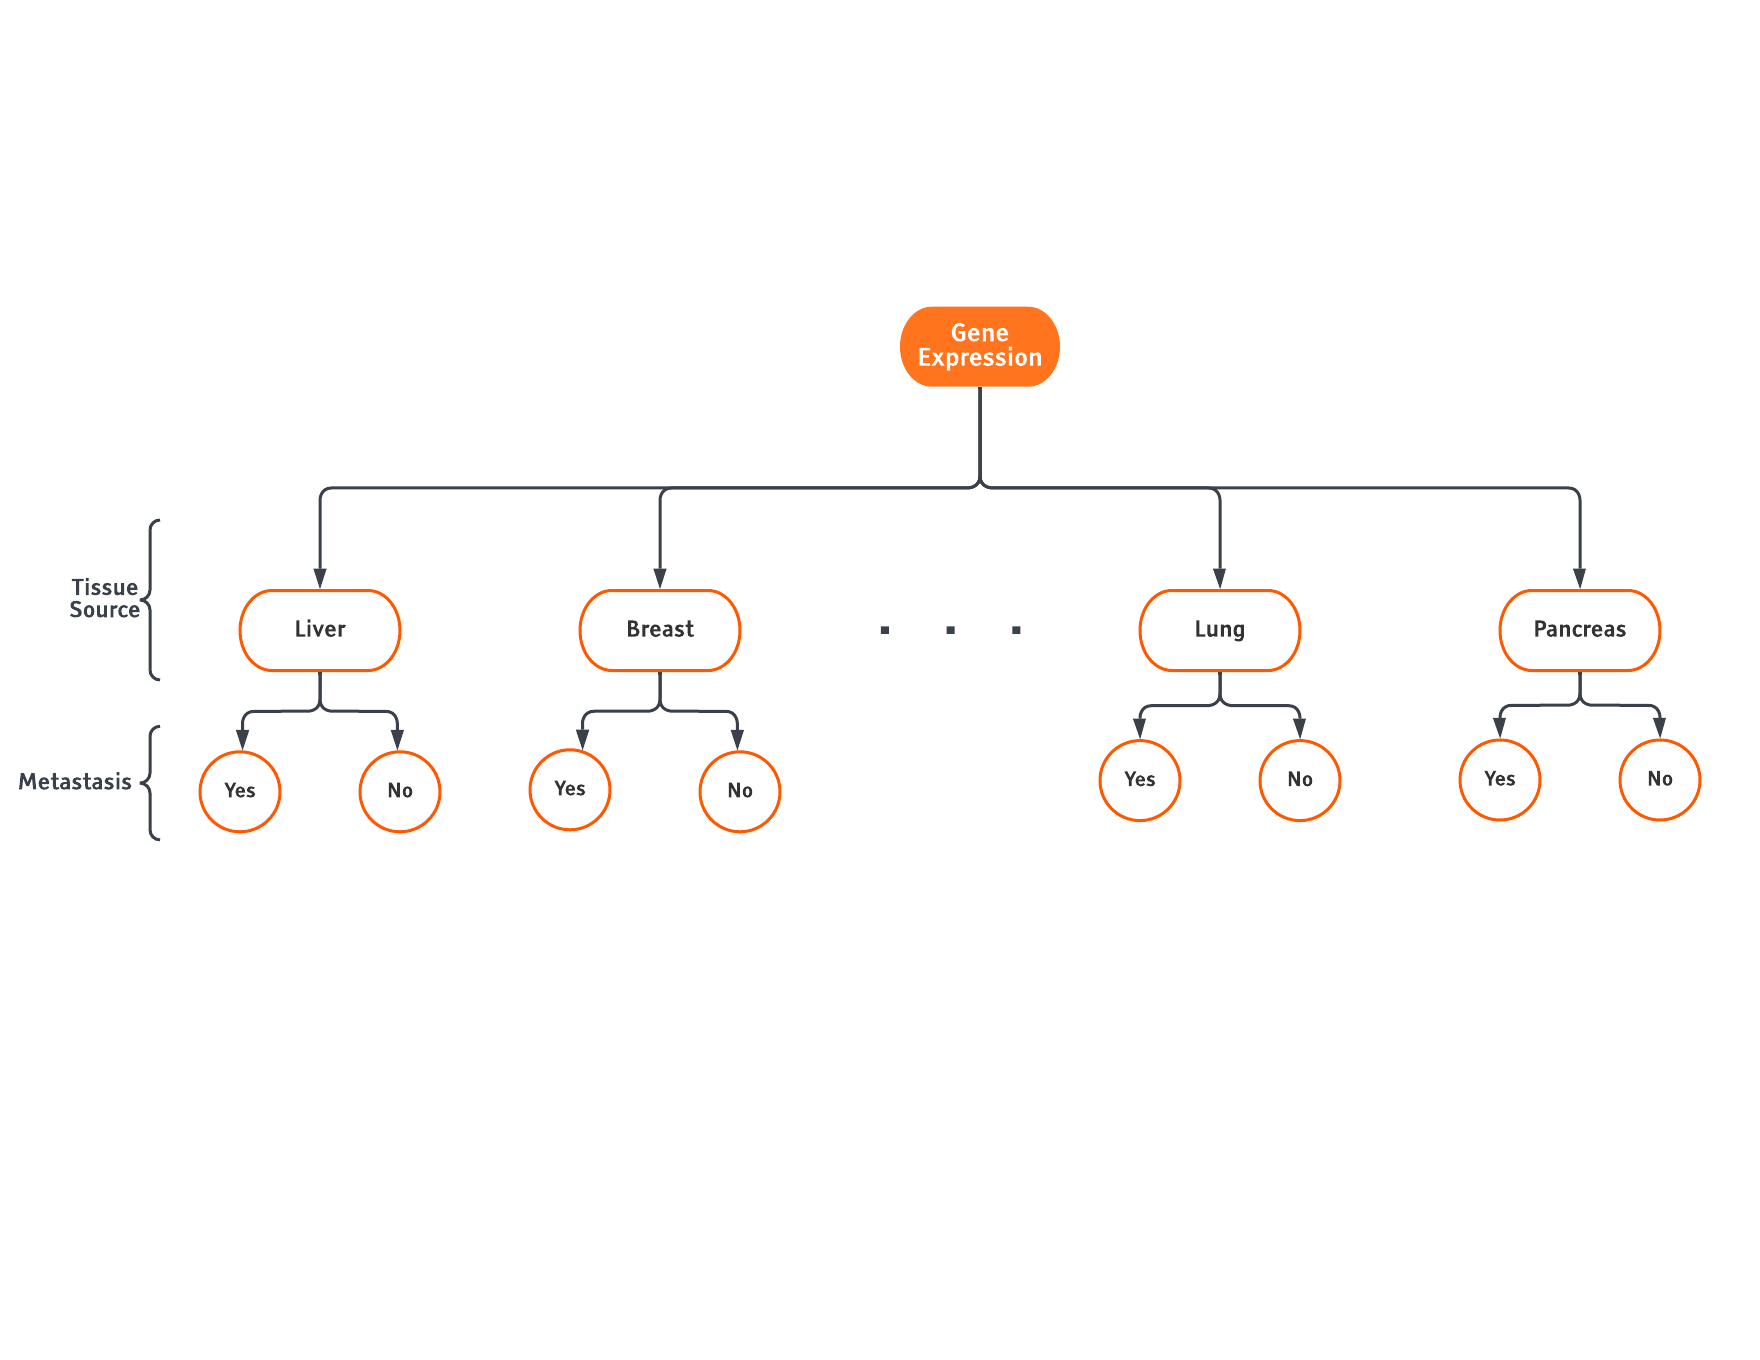 Gene
Expression
Tissue
Source
Liver
Breast
. . .
Lung
Pancreas
Metastasis
Yes
No
Yes
No
Yes
No
Yes
No